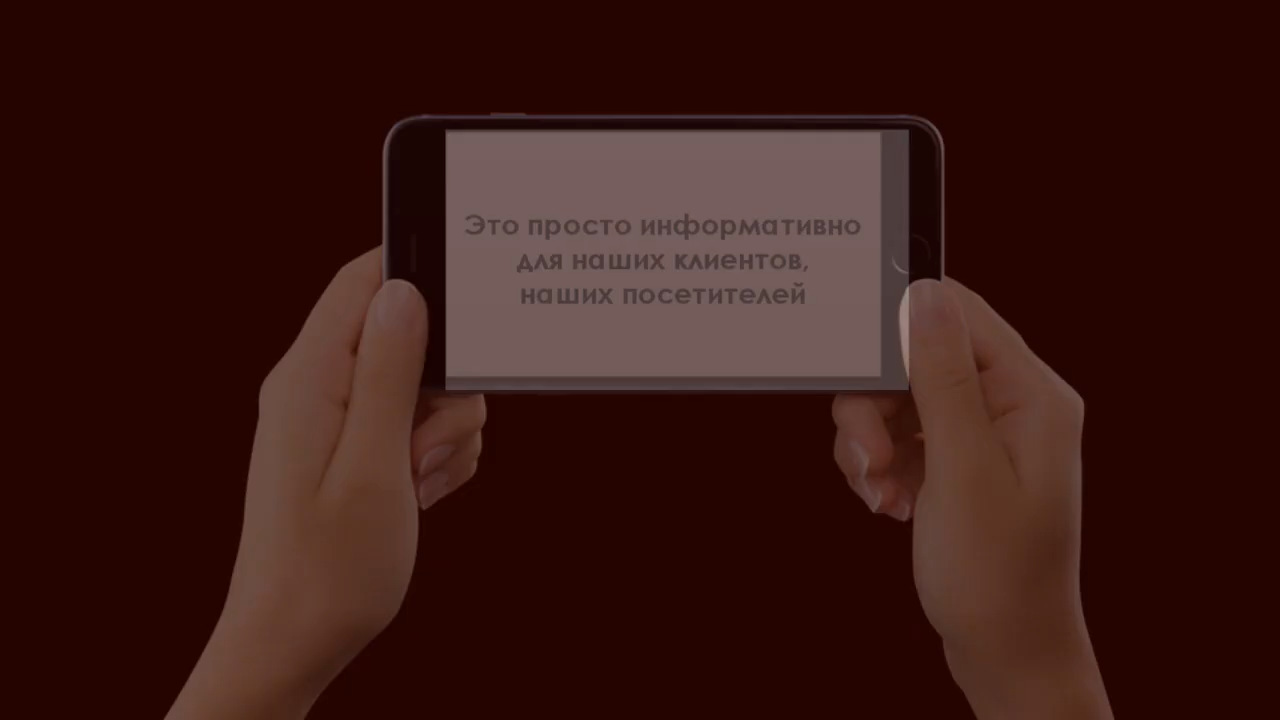 Это просто информативно
для наших клиентов,
наших посетителей